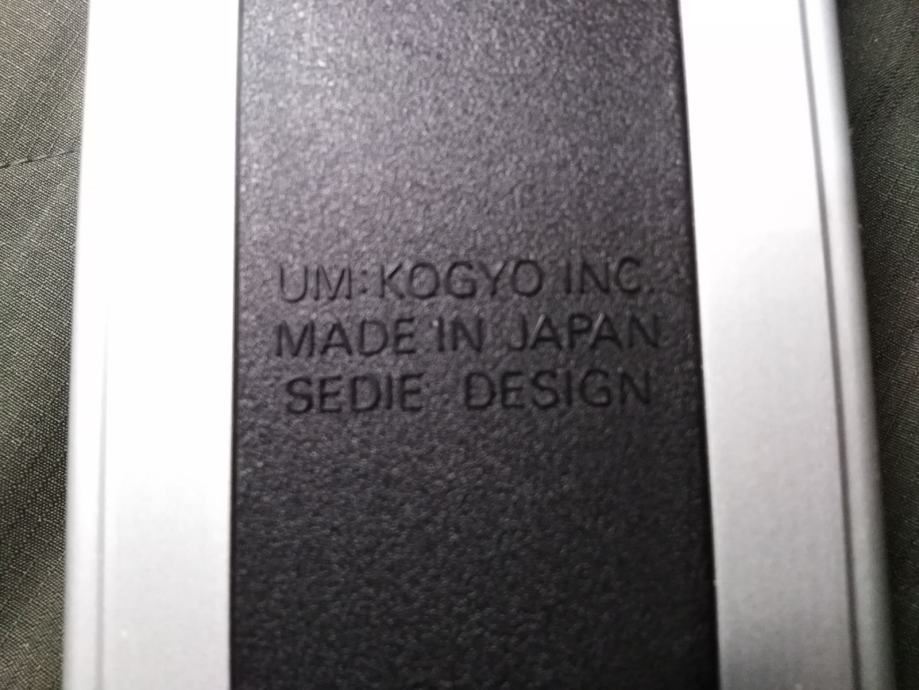 UM:KOGYO INC.
MADE IN JAPAN
SEDIE DESIGN